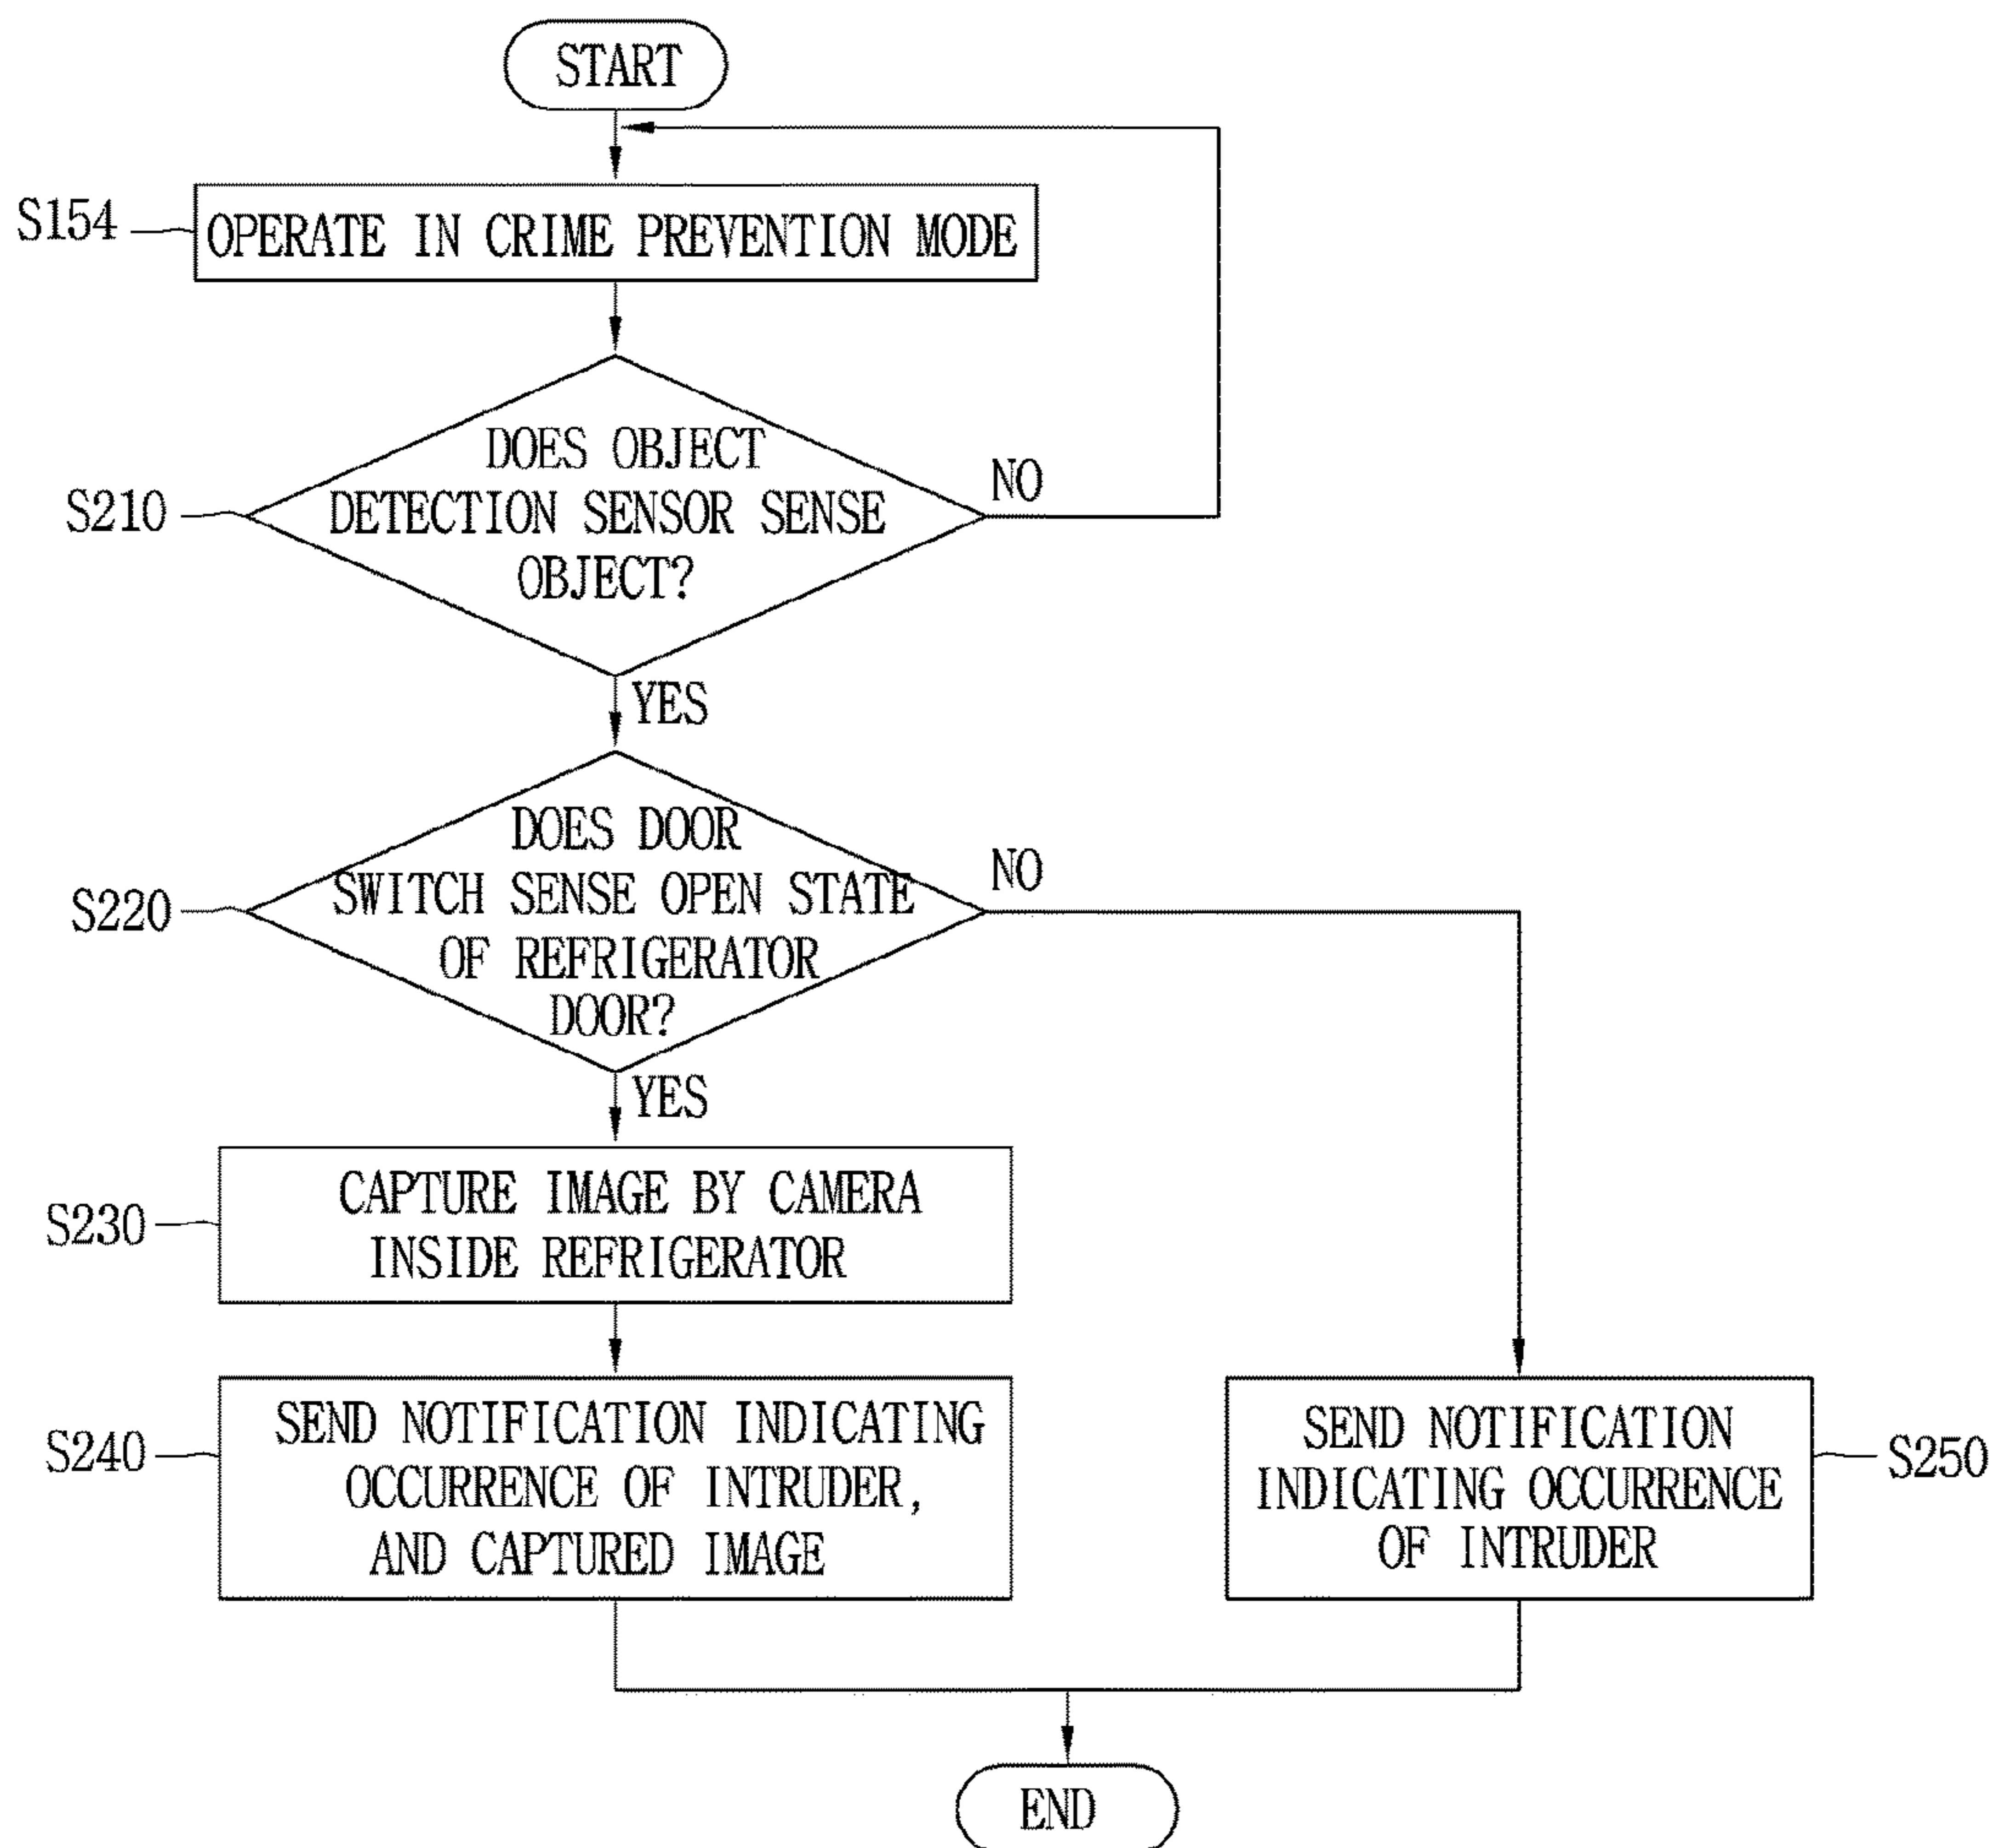 START
S154
OPERATE IN CRIME PREVENTION MODE
S210
DOES OBJECT
DETECTION SENSOR SENSE
OBJECT?
NO
YES
S220
DOES DOOR
SWITCH SENSE OPEN STATE
OF REFRIGERATOR
DOOR?
NO
YES
S230
CAPTURE IMAGE BY CAMERA
INSIDE REFRIGERATOR
S240
SEND NOTIFICATION INDICATING
OCCURRENCE OF INTRUDER,
AND CAPTURED IMAGE
SEND NOTIFICATION
INDICATING OCCURRENCE
OF INTRUDER
S250
END